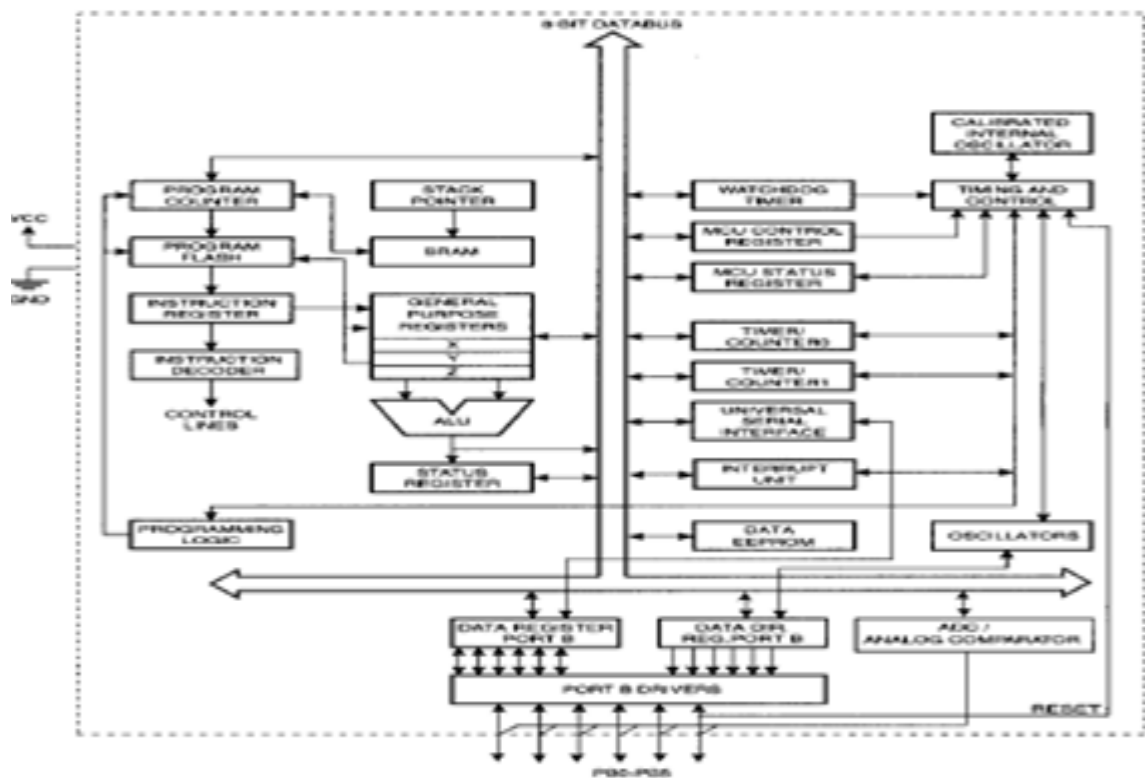 8-BIT DATABUS
CALIBRATED
INTERNAL
OSCILLATOR
PROGRAM
COUNTER
STACK
POINTER
WATCHDOG
TIMER
TIMING AND
CONTROL
VCC
PROGRAM
FLASH
SRAM
MCU CONTROL
REGISTER
MCU STATUS
REGISTER
GND
INSTRUCTION
REGISTER
GENERAL
PURPOSE
REGISTERS
X
Y
Z
TIMER/
COUNTER0
INSTRUCTION
DECODER
TIMER/
COUNTER1
CONTROL
LINES
ALU
UNIVERSAL
SERIAL
INTERFACE
STATUS
REGISTER
INTERRUPT
UNIT
PROGRAMMING
LOGIC
DATA
EEPROM
OSCILLATORS
DATA REGISTER
PORT B
DATA DIR.
REG.PORT B
ADC /
ANALOG COMPARATOR
PORT B DRIVERS
RESET
PB0-PB5